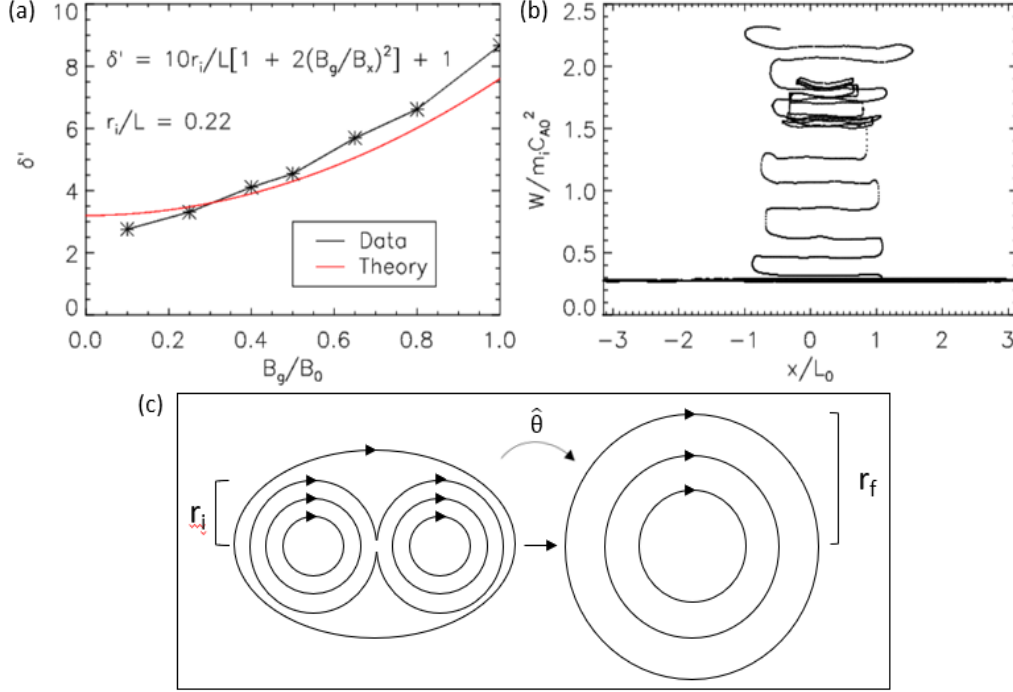 (a)
δ' = 10r_i/L[1 + 2(B_g/B_x)^2] + 1
r_i/L = 0.22
Data
Theory
δ'
10
8
6
4
2
0
0.0 0.2 0.4 0.6 0.8 1.0
B_g/B_0
(b)
W/m_iC_A0^2
2.5
2.0
1.5
1.0
0.5
0.0
-3 -2 -1 0 1 2 3
x/L_0
(c)
r_i
θ̂
r_f